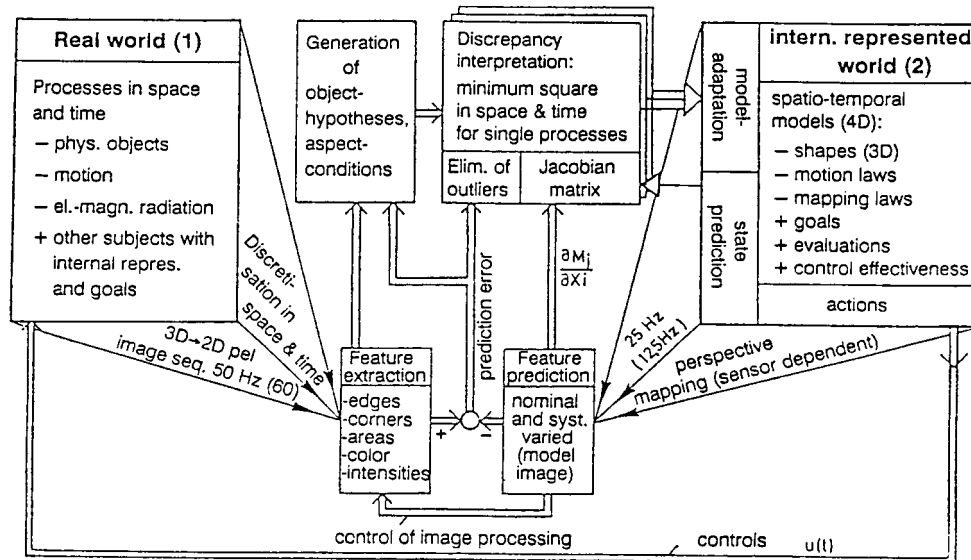 Real world (1)
Processes in space
and time
– phys. objects
– motion
– el.-magn. radiation
+ other subjects with
internal repres.
and goals
Generation
of
object-
hypotheses,
aspect-
conditions
Discrepancy
interpretation:
minimum square
in space & time
for single processes
Elim. of
outliers
Jacobian
matrix
model-
adaptation
state
prediction
intern. represented
world (2)
spatio-temporal
models (4D):
– shapes (3D)
– motion laws
– mapping laws
+ goals
+ evaluations
+ control effectiveness
actions
Discreti-
sation in
space & time
3D→2D pel
image seq. 50 Hz (60)
prediction error
∂Mj
∂Xi
25 Hz
(125Hz)
perspective
mapping (sensor dependent)
Feature
extraction
-edges
-corners
-areas
-color
-intensities
+
–
Feature
prediction
nominal
and syst.
varied
(model
image)
control of image processing
controls
u(t)